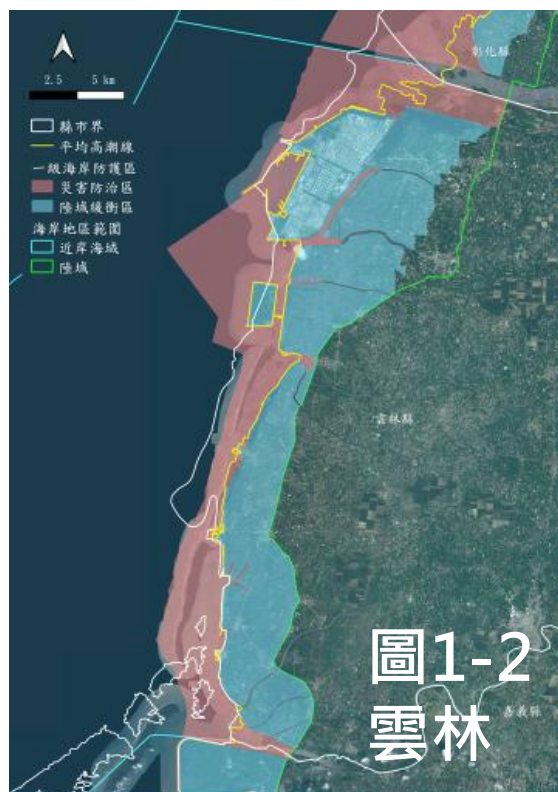 彰化縣
2.5 5 km
縣市界
平均高潮線
一級海岸防護區
災害防治區
陸域緩衝區
海岸地區範圍
近岸海域
陸域
雲林縣
圖1-2
雲林
嘉義縣